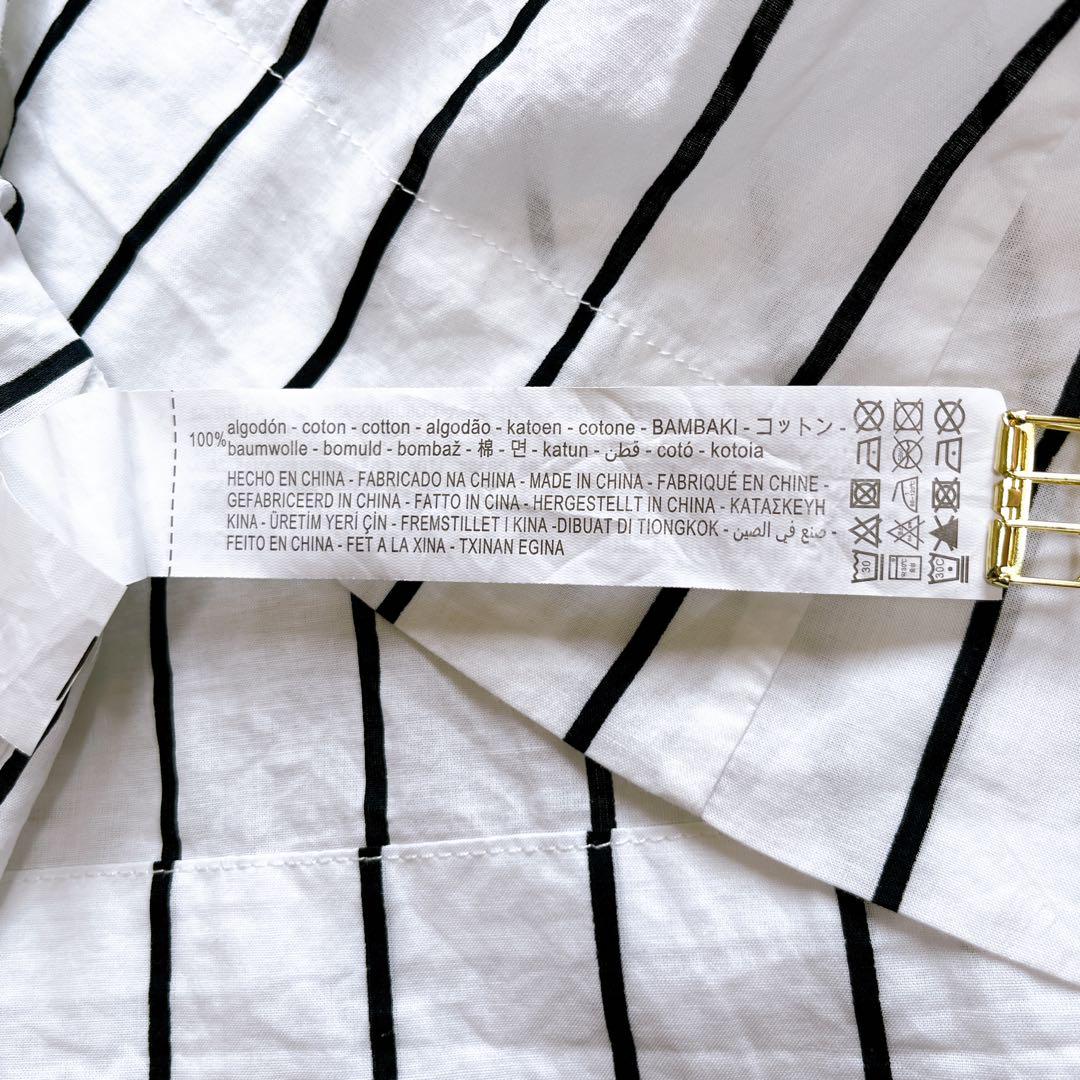 100%
algodón - coton - cotton - algodão - katoen - cotone - BAMBAKI - コットン -
baumwolle - bomuld - bombaž - 棉 - 면 - katun - قطن - cotó - kotoia
HECHO EN CHINA - FABRICADO NA CHINA - MADE IN CHINA - FABRIQUÉ EN CHINE -
GEFABRICEERD IN CHINA - FATTO IN CINA - HERGESTELLT IN CHINA - ΚΑΤΑΣΚΕΥΗ
KINA - ÜRETİM YERİ ÇİN - FREMSTILLET I KINA -DIBUAT DI TIONGKOK - صنع في الصين -
FEITO EN CHINA - FET A LA XINA - TXINAN EGINA
30
30C